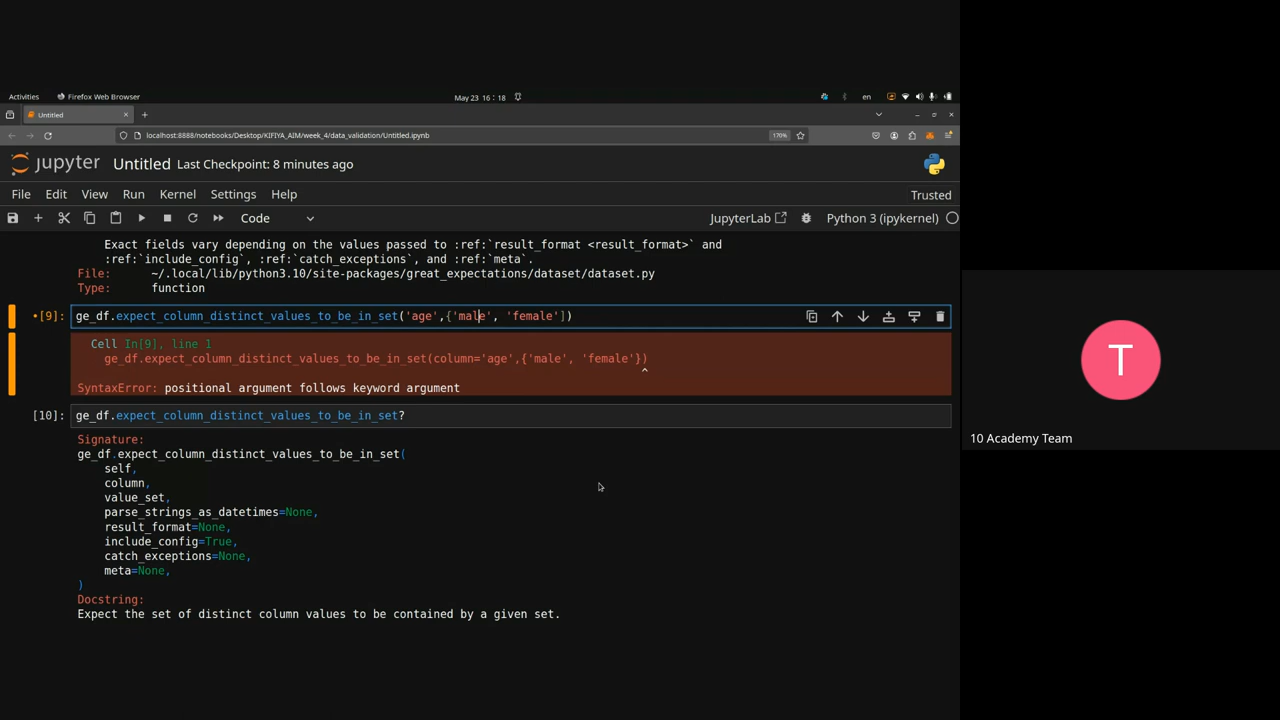 Activities
Firefox Web Browser
May 23 16:18
en
Untitled
localhost:8888/notebooks/Desktop/KIFIYA_AIM/week_4/data_validation/Untitled.ipynb
170%
jupyter Untitled Last Checkpoint: 8 minutes ago
File Edit View Run Kernel Settings Help
Trusted
Code
JupyterLab
Python 3 (ipykernel)
Exact fields vary depending on the values passed to :ref:`result_format <result_format>` and
:ref:`include_config`, :ref:`catch_exceptions`, and :ref:`meta`.
File: ~/.local/lib/python3.10/site-packages/great_expectations/dataset/dataset.py
Type: function
•[9]: ge_df.expect_column_distinct_values_to_be_in_set('age',{'male', 'female'])
Cell In[9], line 1
ge_df.expect_column_distinct_values_to_be_in_set(column='age',{'male', 'female'})
^
SyntaxError: positional argument follows keyword argument
[10]: ge_df.expect_column_distinct_values_to_be_in_set?
Signature:
ge_df.expect_column_distinct_values_to_be_in_set(
self,
column,
value_set,
parse_strings_as_datetimes=None,
result_format=None,
include_config=True,
catch_exceptions=None,
meta=None,
)
Docstring:
Expect the set of distinct column values to be contained by a given set.
T
10 Academy Team